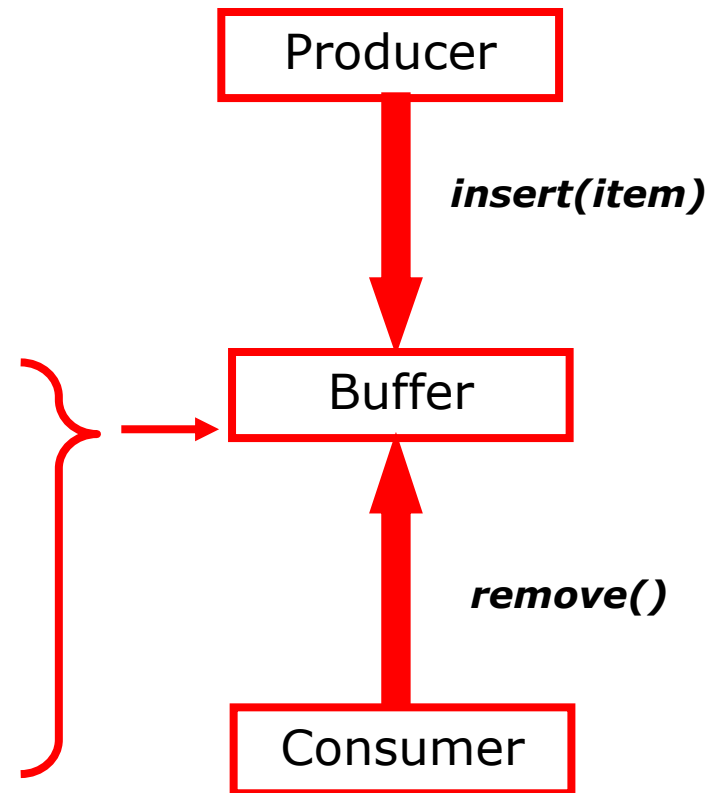 Producer
insert(item)
Buffer
remove()
Consumer